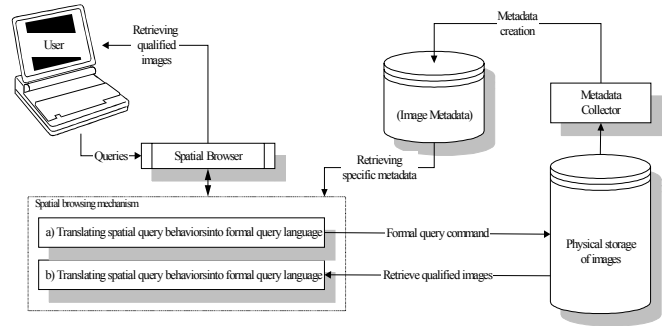 User
Retrieving
qualified
images
Metadata
creation
(Image Metadata)
Metadata
Collector
Queries
Spatial Browser
Retrieving
specific metadata
Spatial browsing mechanism
a) Translating spatial query behaviorsinto formal query language
Formal query command
Physical storage
of images
b) Translating spatial query behaviorsinto formal query language
Retrieve qualified images